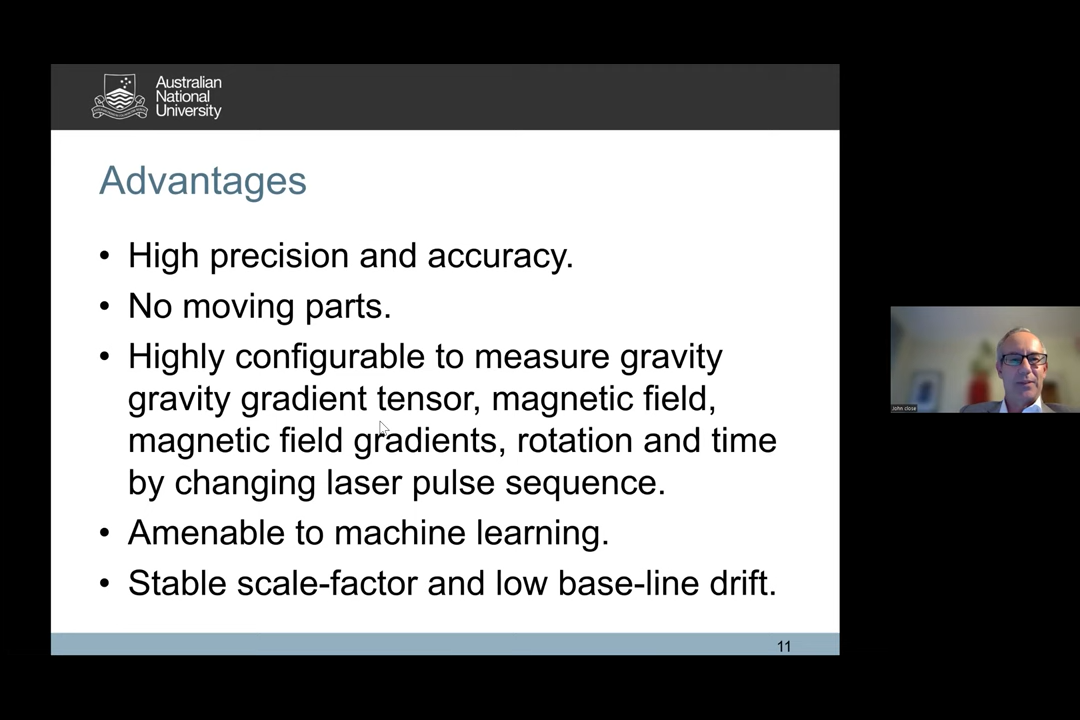 Australian
National
University
Advantages
• High precision and accuracy.
• No moving parts.
• Highly configurable to measure gravity
gravity gradient tensor, magnetic field,
magnetic field gradients, rotation and time
by changing laser pulse sequence.
• Amenable to machine learning.
• Stable scale-factor and low base-line drift.
11
John close